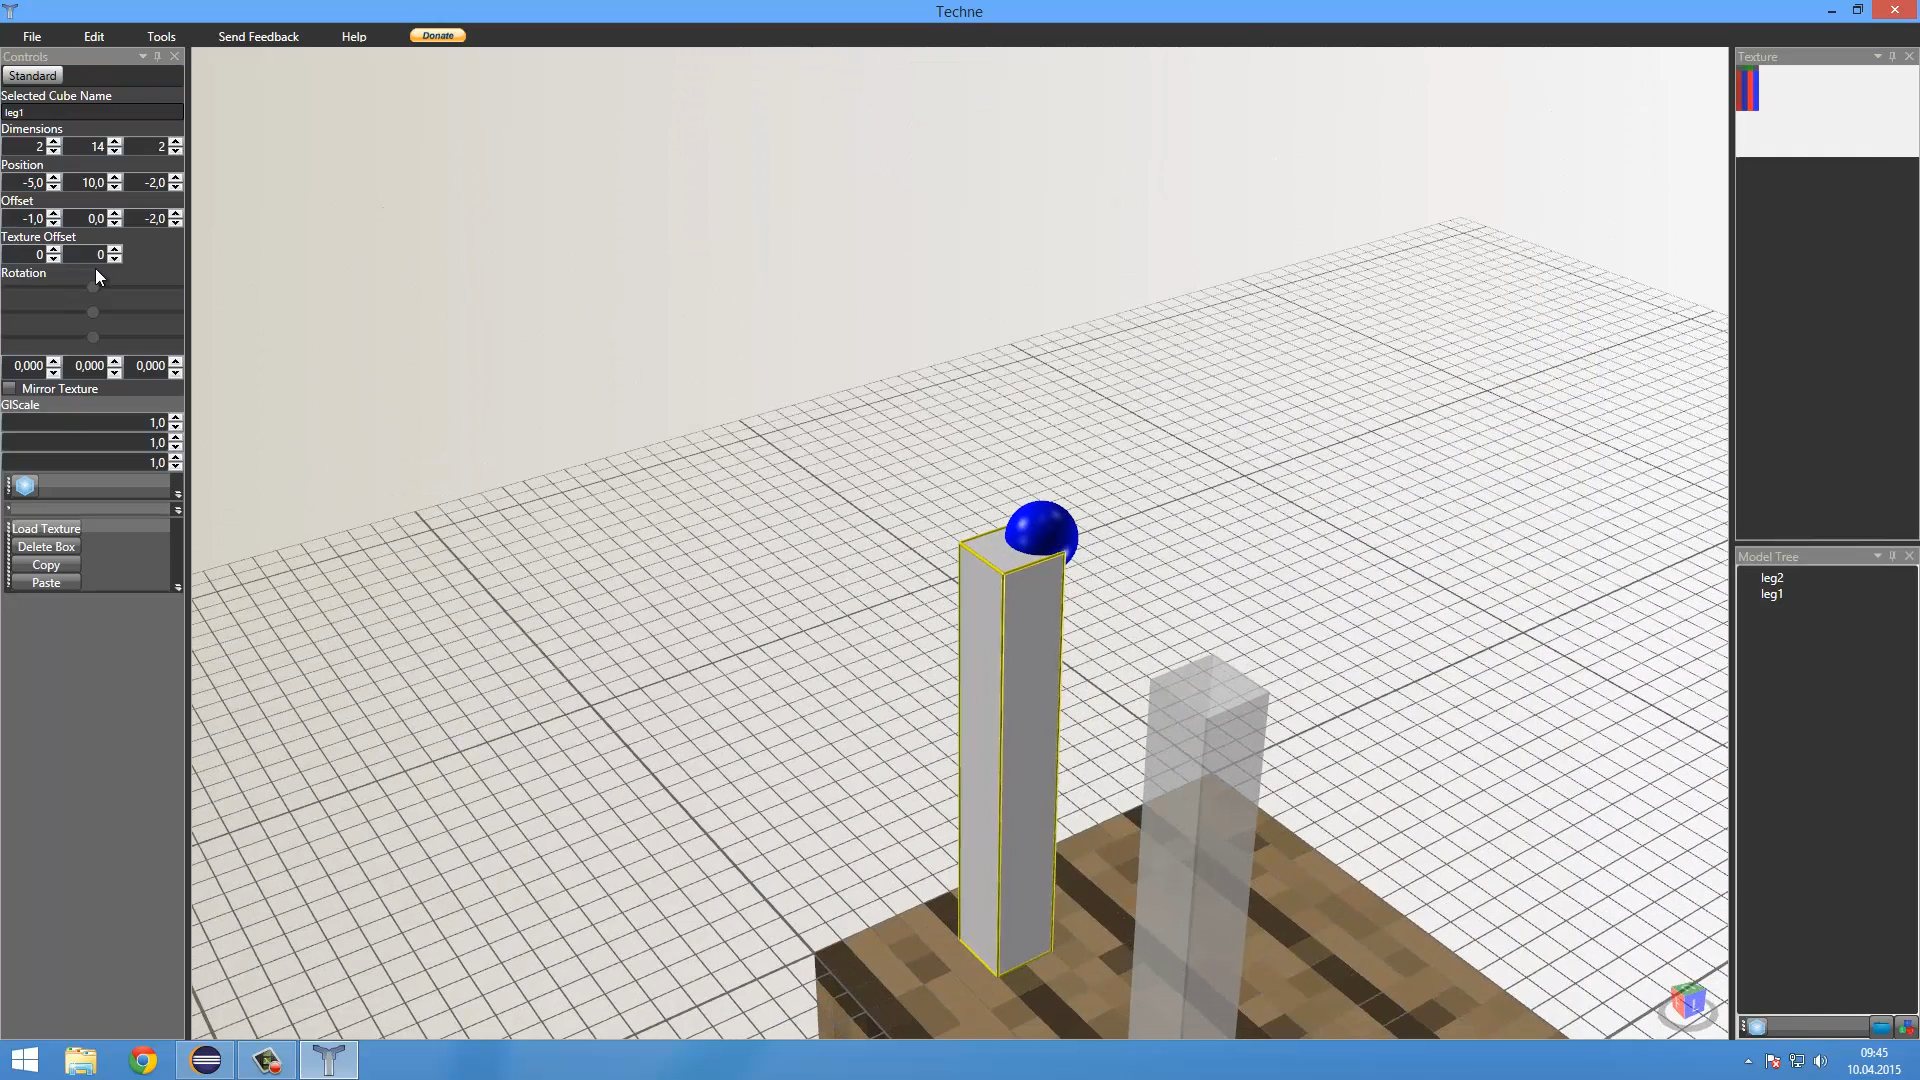 Techne
File Edit Tools Send Feedback Help Donate
Controls
Standard
Selected Cube Name
leg1
Dimensions
2 14 2
Position
-5,0 10,0 -2,0
Offset
-1,0 0,0 -2,0
Texture Offset
0 0
Rotation
0,000 0,000 0,000
Mirror Texture
GlScale
1,0
1,0
1,0
Load Texture
Delete Box
Copy
Paste
Texture
Model Tree
leg2
leg1
09:45
10.04.2015